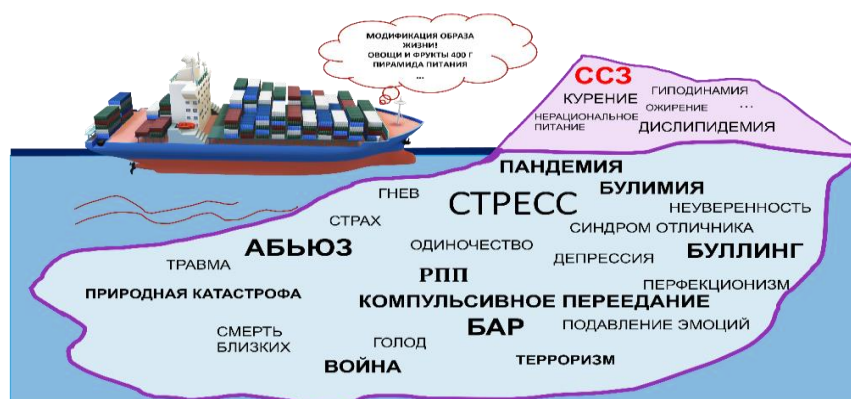 МОДИФИКАЦИЯ ОБРАЗА
ЖИЗНИ!
ОВОЩИ И ФРУКТЫ 400 Г
ПИРАМИДА ПИТАНИЯ
...
ССЗ
КУРЕНИЕ
ГИПОДИНАМИЯ
ОЖИРЕНИЕ ...
НЕРАЦИОНАЛЬНОЕ
ПИТАНИЕ
ДИСЛИПИДЕМИЯ
ПАНДЕМИЯ
БУЛИМИЯ
ГНЕВ
СТРЕСС
НЕУВЕРЕННОСТЬ
СТРАХ
СИНДРОМ ОТЛИЧНИКА
АБЬЮЗ
ОДИНОЧЕСТВО
БУЛЛИНГ
ТРАВМА
ДЕПРЕССИЯ
РПП
ПЕРФЕКЦИОНИЗМ
ПРИРОДНАЯ КАТАСТРОФА
КОМПУЛЬСИВНОЕ ПЕРЕЕДАНИЕ
БАР
ПОДАВЛЕНИЕ ЭМОЦИЙ
СМЕРТЬ
БЛИЗКИХ
ГОЛОД
ВОЙНА
ТЕРРОРИЗМ